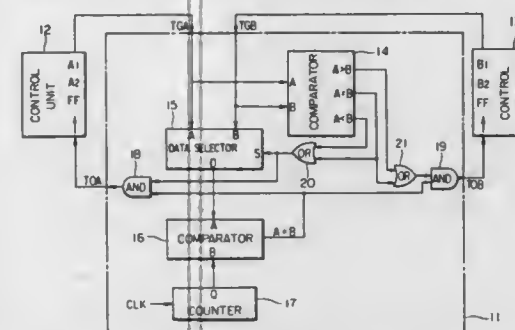 12
TGA
TGB
1
CONTROL
UNIT
A1
A2
FF
14
COMPARATOR
A
B
A>B
A=B
A<B
B1
B2
FF
CONTROL
15
A
B
DATA SELECTOR
S
O
OR
20
21
OR
19
AND
TOB
18
AND
TOA
16
A
COMPARATOR
B
A=B
Q
COUNTER
17
CLK
11